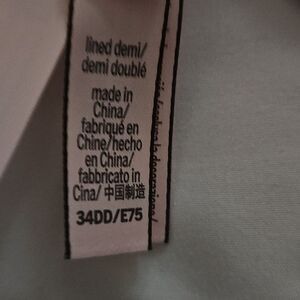 lined demi/
demi doublé
made in
China/
fabriqué en
Chine/hecho
en China/
fabbricato in
Cina/ 中国制造
34DD/E75